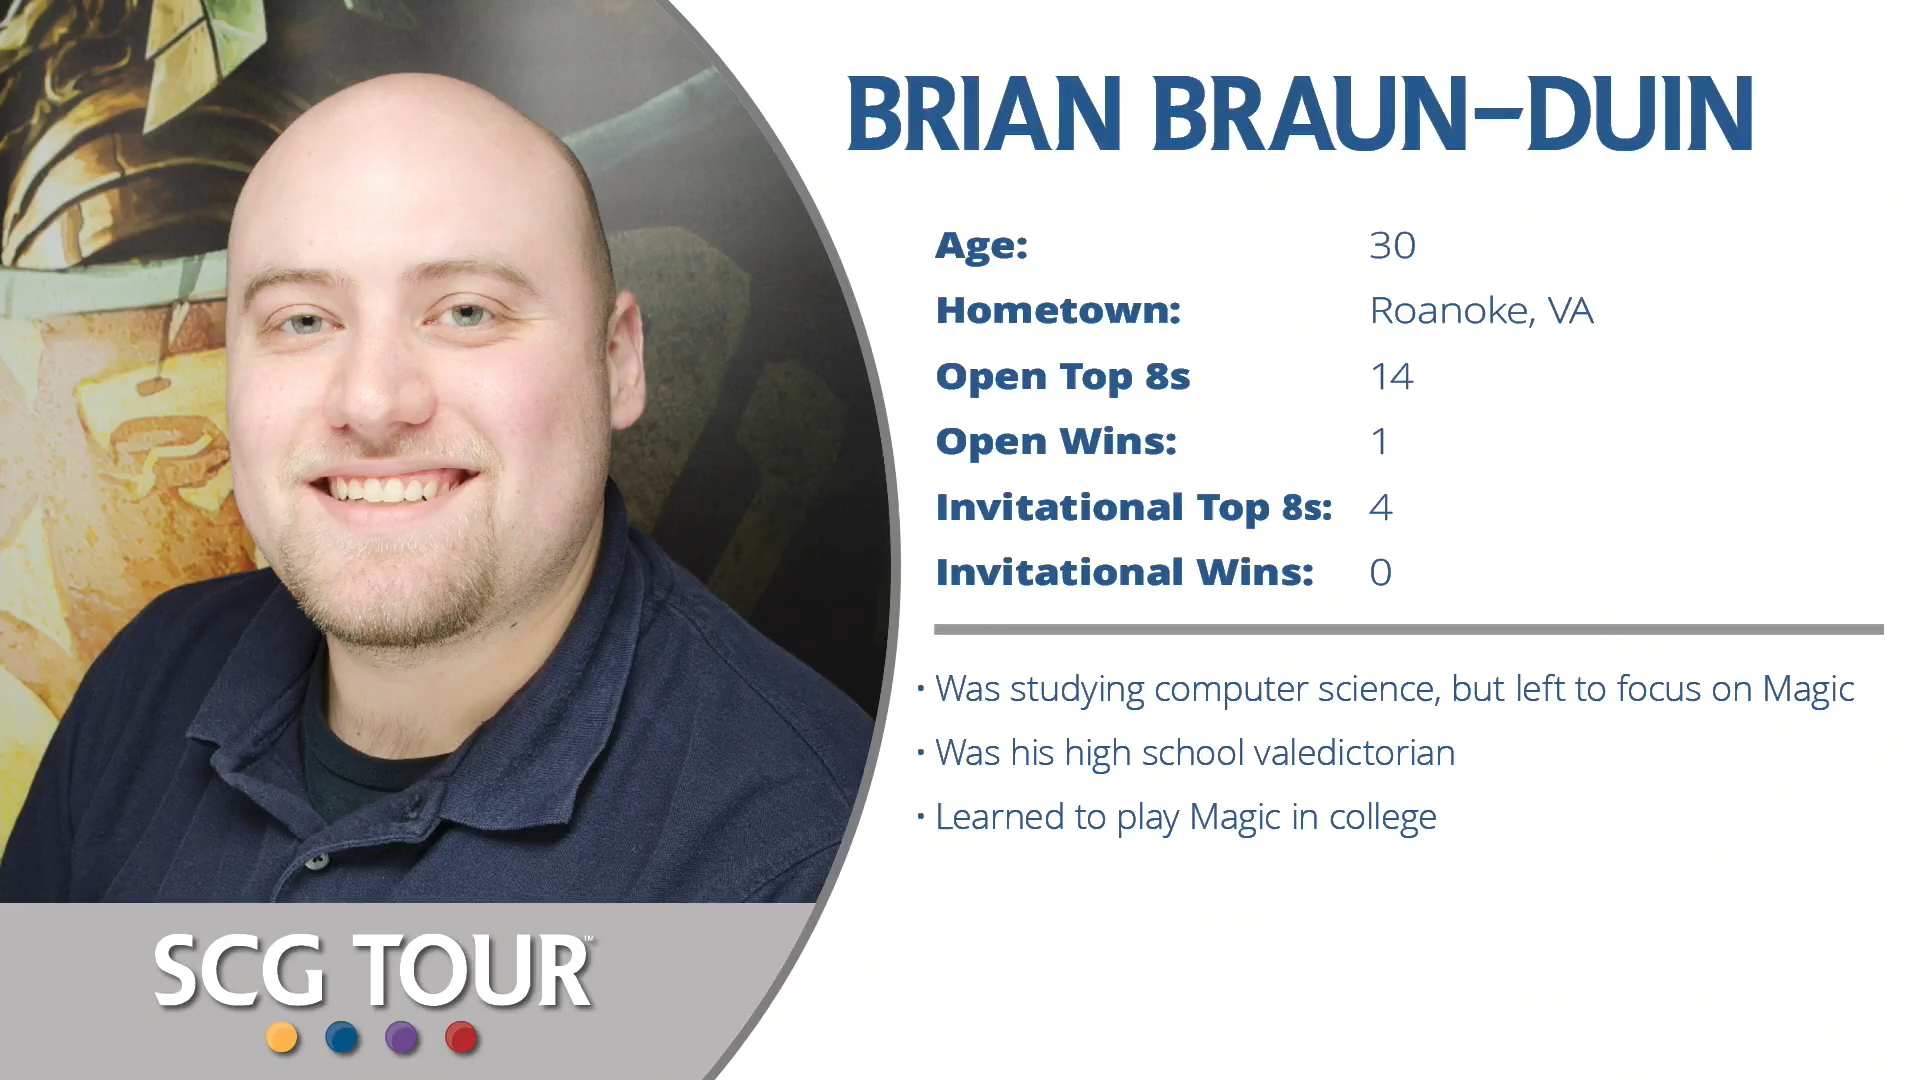 BRIAN BRAUN-DUIN
Age: 30
Hometown: Roanoke, VA
Open Top 8s 14
Open Wins: 1
Invitational Top 8s: 4
Invitational Wins: 0
• Was studying computer science, but left to focus on Magic
• Was his high school valedictorian
• Learned to play Magic in college
SCG TOUR™